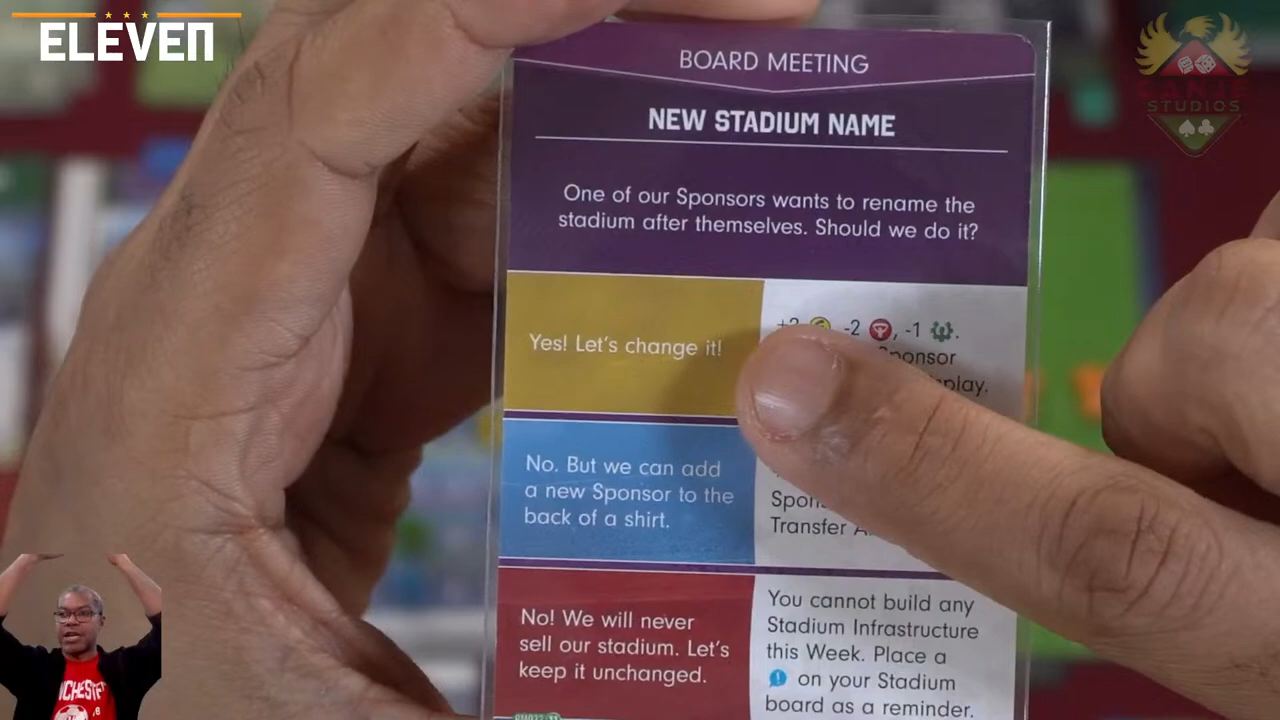 ELEVEN
BOARD MEETING
NEW STADIUM NAME
One of our Sponsors wants to rename the
stadium after themselves. Should we do it?
Yes! Let's change it!
-2 , -1 .
No. But we can add
a new Sponsor to the
back of a shirt.
Transfer
No! We will never
sell our stadium. Let's
keep it unchanged.
You cannot build any
Stadium Infrastructure
this Week. Place a
on your Stadium
board as a reminder.
STUDIOS